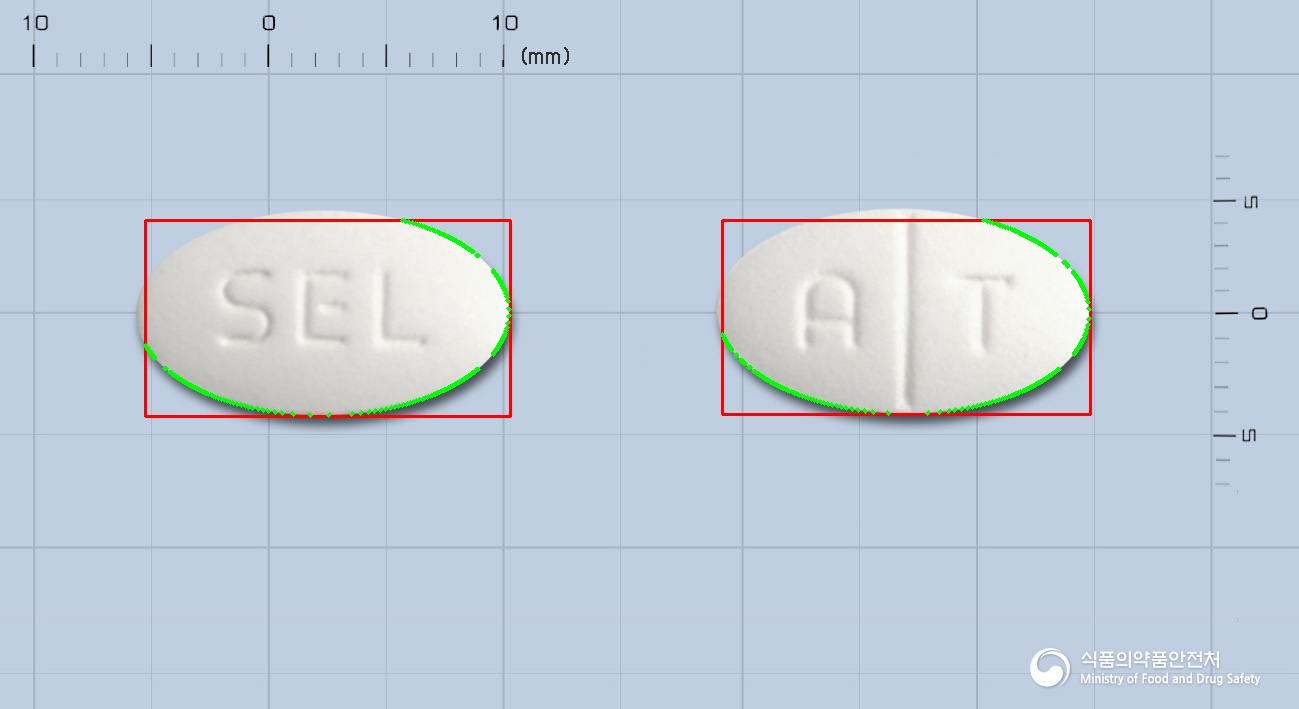 10 0 10
(mm)
SEL
A T
5
0
5
식품의약품안전처
Ministry of Food and Drug Safety